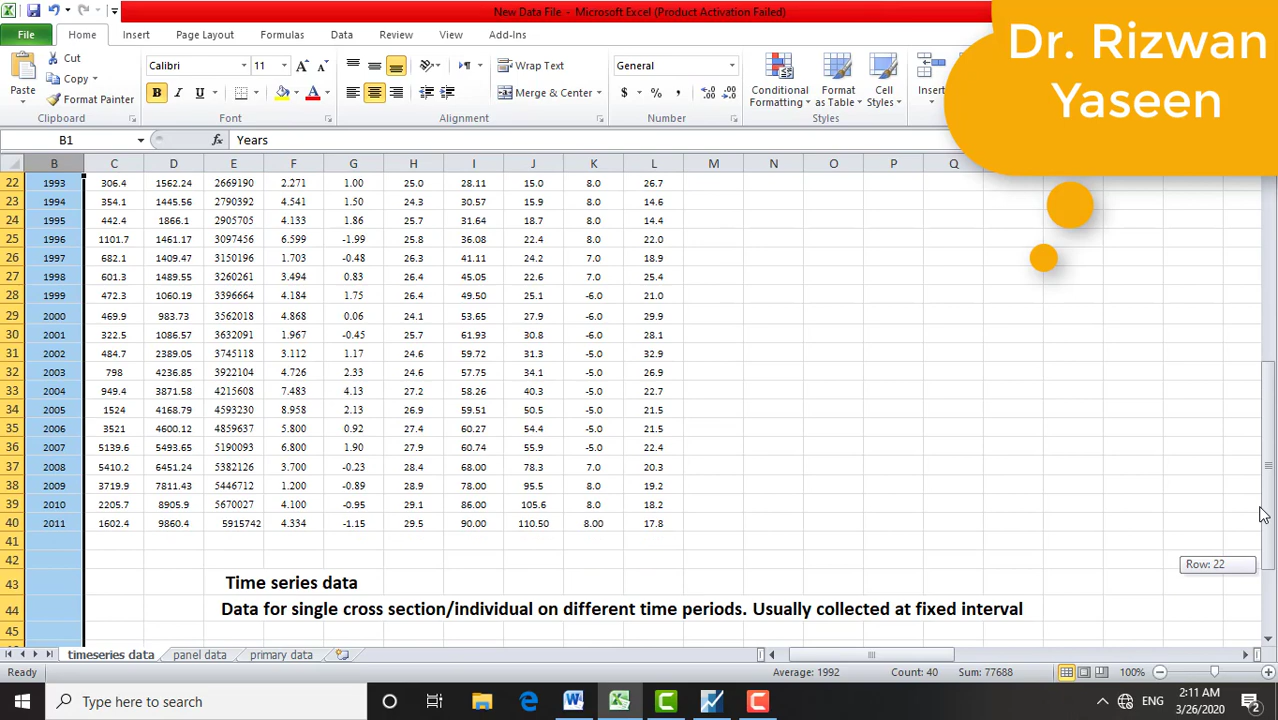 New Data File - Microsoft Excel (Product Activation Failed)
Dr. Rizwan
Yaseen
File Home Insert Page Layout Formulas Data Review View Add-Ins
Cut
Copy
Format Painter
Paste
Clipboard
Calibri 11
B I U A A
Font
Wrap Text
Merge & Center
Alignment
General
$ % ,
Number
Conditional Formatting
Format as Table
Cell Styles
Styles
Insert
B1 fx Years
B C D E F G H I J K L M N O P Q
22 1993 306.4 1562.24 2669190 2.271 1.00 25.0 28.11 15.0 8.0 26.7
23 1994 354.1 1445.56 2790392 4.541 1.50 24.3 30.57 15.9 8.0 14.6
24 1995 442.4 1866.1 2905705 4.133 1.86 25.7 31.64 18.7 8.0 14.4
25 1996 1101.7 1461.17 3097456 6.599 -1.99 25.8 36.08 22.4 8.0 22.0
26 1997 682.1 1409.47 3150196 1.703 -0.48 26.3 41.11 24.2 7.0 18.9
27 1998 601.3 1489.55 3260261 3.494 0.83 26.4 45.05 22.6 7.0 25.4
28 1999 472.3 1060.19 3396664 4.184 1.75 26.4 49.50 25.1 -6.0 21.0
29 2000 469.9 983.73 3562018 4.868 0.06 24.1 53.65 27.9 -6.0 29.9
30 2001 322.5 1086.57 3632091 1.967 -0.45 25.7 61.93 30.8 -6.0 28.1
31 2002 484.7 2389.05 3745118 3.112 1.17 24.6 59.72 31.3 -5.0 32.9
32 2003 798 4236.85 3922104 4.726 2.33 24.6 57.75 34.1 -5.0 26.9
33 2004 949.4 3871.58 4215608 7.483 4.13 27.2 58.26 40.3 -5.0 22.7
34 2005 1524 4168.79 4593230 8.958 2.13 26.9 59.51 50.5 -5.0 21.5
35 2006 3521 4600.12 4859637 5.800 0.92 27.4 60.27 54.4 -5.0 21.5
36 2007 5139.6 5493.65 5190093 6.800 1.90 27.9 60.74 55.9 -5.0 22.4
37 2008 5410.2 6451.24 5382126 3.700 -0.23 28.4 68.00 78.3 7.0 20.3
38 2009 3719.9 7811.43 5446712 1.200 -0.89 28.9 78.00 95.5 8.0 19.2
39 2010 2205.7 8905.9 5670027 4.100 -0.95 29.1 86.00 105.6 8.0 18.2
40 2011 1602.4 9860.4 5915742 4.334 -1.15 29.5 90.00 110.50 8.00 17.8
41
42
Row: 22
43 Time series data
44 Data for single cross section/individual on different time periods. Usually collected at fixed interval
45
timeseries data panel data primary data
Ready Average: 1992 Count: 40 Sum: 77688 100%
Type here to search
ENG
2:11 AM
3/26/2020
2